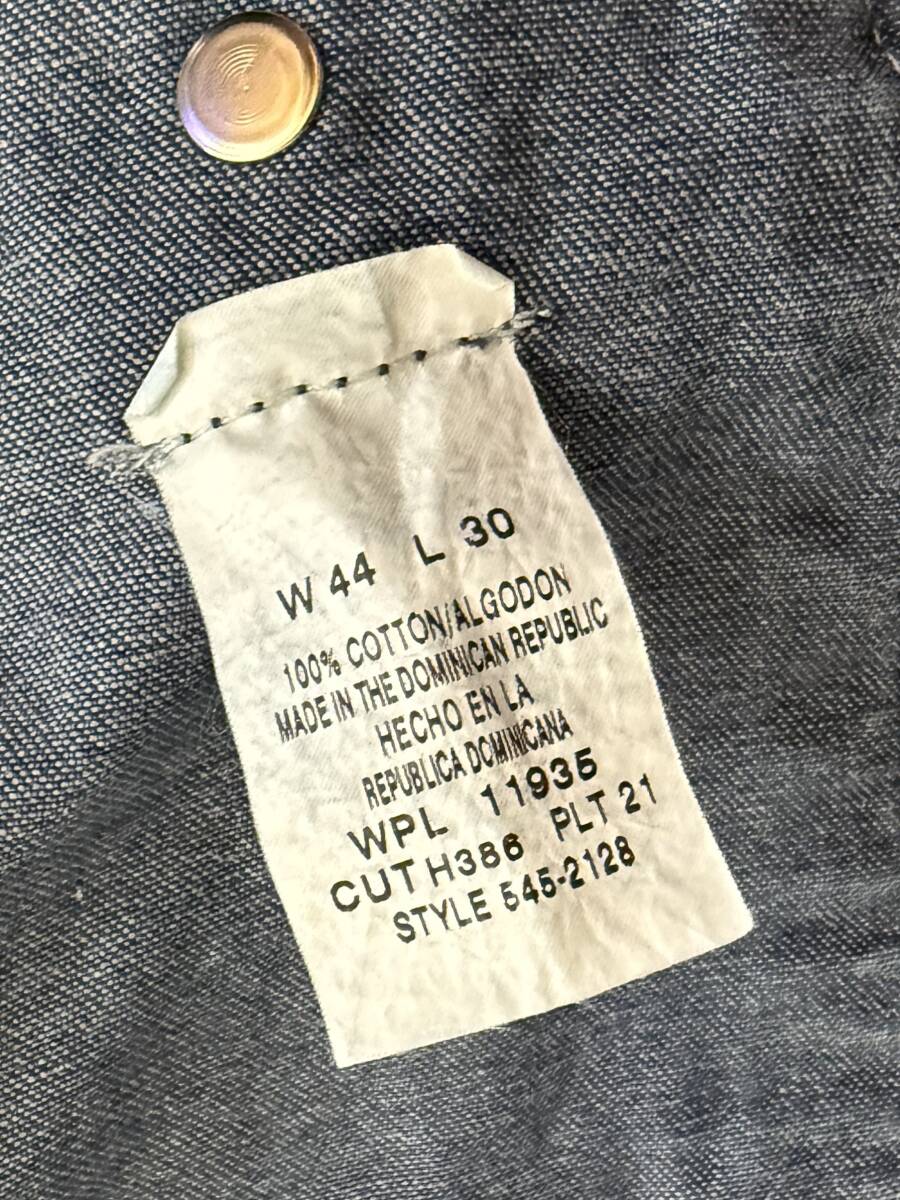 W 44 L 30
100% COTTON/ALGODON
MADE IN THE DOMINICAN REPUBLIC
HECHO EN LA
REPUBLICA DOMINICANA
WPL 11935
CUT H386 PLT 21
STYLE 545-2128